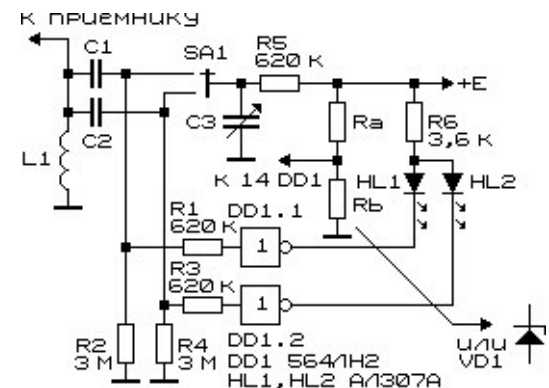 К ПРИЕМНИКУ
C1
SA1
R5
620 К
+E
C2
C3
Ra
R6
3,6 К
L1
К 14 DD1
HL1
HL2
R1
620 К
DD1.1
Rb
1
R3
620 К
1
R2
3 М
R4
3 М
DD1.2
DD1 564ЛН2
HL1, HL2 АЛ307А
или
VD1